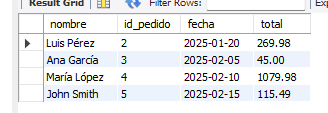 Result Grid Filter Rows: Exp
nombre id_pedido fecha total
Luis Pérez 2 2025-01-20 269.98
Ana García 3 2025-02-05 45.00
María López 4 2025-02-10 1079.98
John Smith 5 2025-02-15 115.49